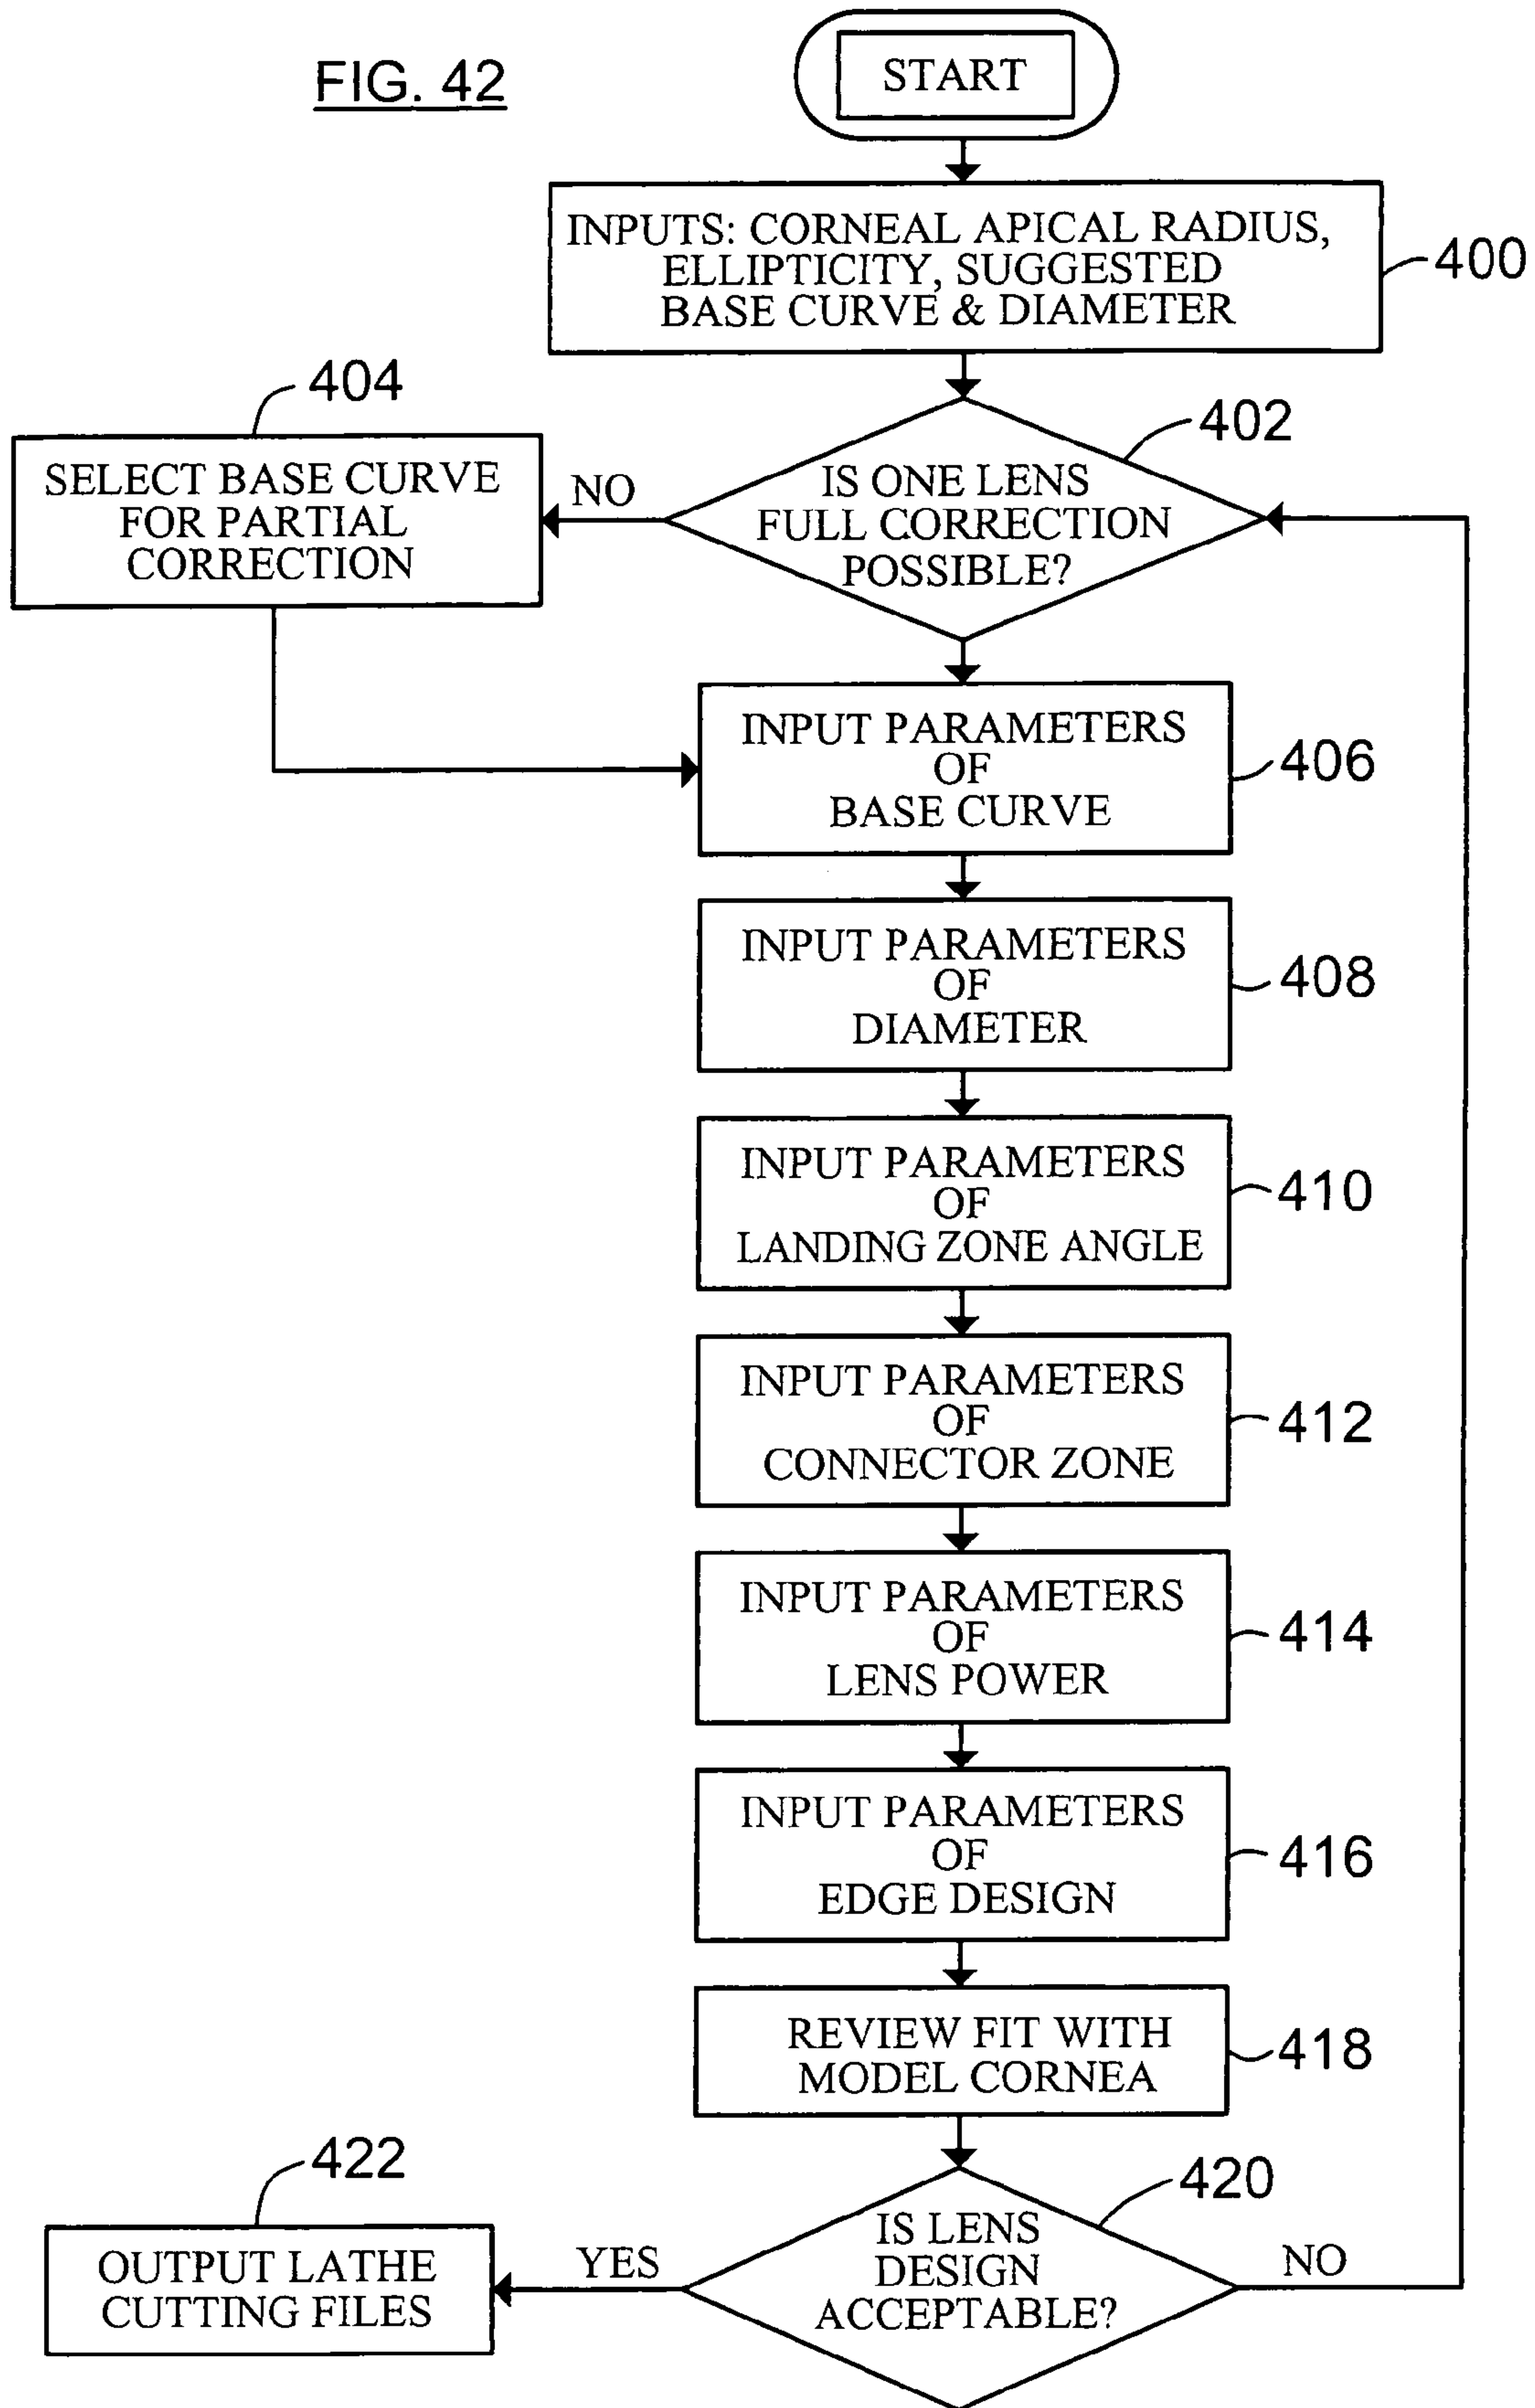 FIG. 42
START
INPUTS: CORNEAL APICAL RADIUS,
ELLIPTICITY, SUGGESTED
BASE CURVE & DIAMETER
400
404
402
SELECT BASE CURVE
FOR PARTIAL
CORRECTION
NO
IS ONE LENS
FULL CORRECTION
POSSIBLE?
INPUT PARAMETERS
OF
BASE CURVE
406
INPUT PARAMETERS
OF
DIAMETER
408
INPUT PARAMETERS
OF
LANDING ZONE ANGLE
410
INPUT PARAMETERS
OF
CONNECTOR ZONE
412
INPUT PARAMETERS
OF
LENS POWER
414
INPUT PARAMETERS
OF
EDGE DESIGN
416
REVIEW FIT WITH
MODEL CORNEA
418
422
420
OUTPUT LATHE
CUTTING FILES
YES
IS LENS
DESIGN
ACCEPTABLE?
NO